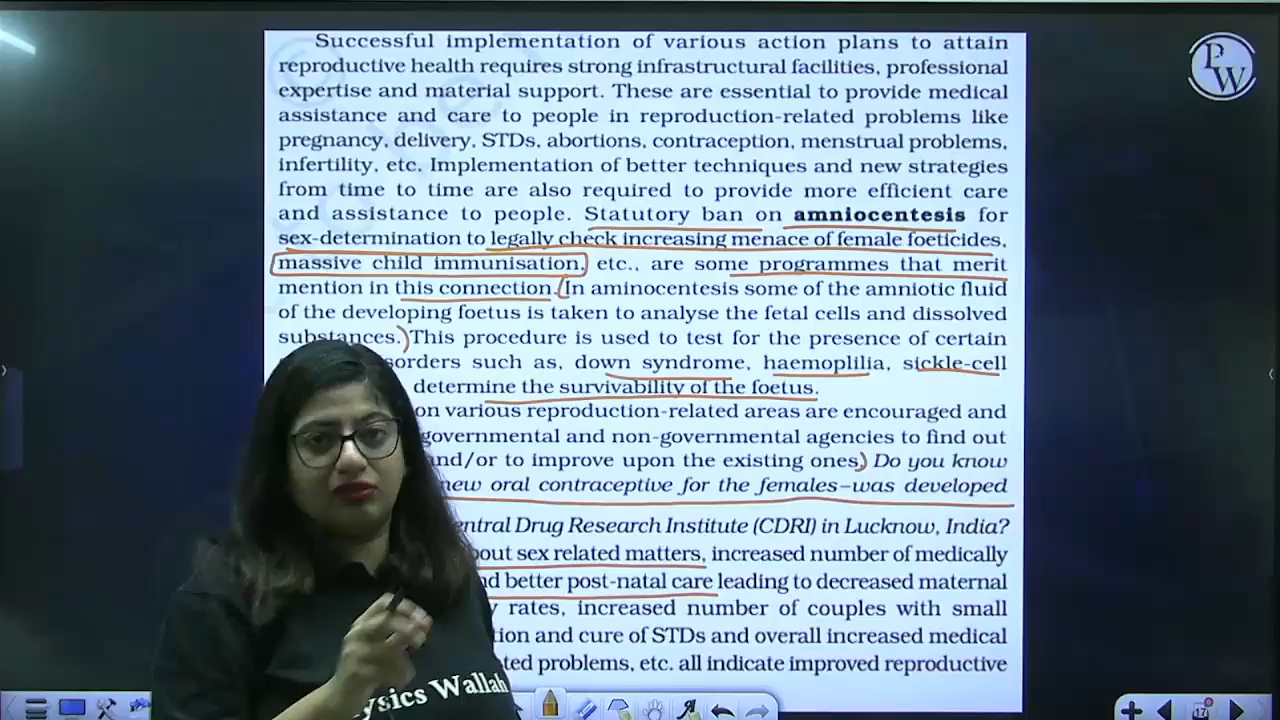 Successful implementation of various action plans to attain
reproductive health requires strong infrastructural facilities, professional
expertise and material support. These are essential to provide medical
assistance and care to people in reproduction-related problems like
pregnancy, delivery, STDs, abortions, contraception, menstrual problems,
infertility, etc. Implementation of better techniques and new strategies
from time to time are also required to provide more efficient care
and assistance to people. Statutory ban on amniocentesis for
sex-determination to legally check increasing menace of female foeticides,
massive child immunisation, etc., are some programmes that merit
mention in this connection. In aminocentesis some of the amniotic fluid
of the developing foetus is taken to analyse the fetal cells and dissolved
substances. This procedure is used to test for the presence of certain
such as, down syndrome, haemoplilia, sickle-cell
determine the survivability of the foetus.
on various reproduction-related areas are encouraged and
governmental and non-governmental agencies to find out
and/or to improve upon the existing ones. Do you know
new oral contraceptive for the females–was developed
Drug Research Institute (CDRI) in Lucknow, India?
sex related matters, increased number of medically
better post-natal care leading to decreased maternal
rates, increased number of couples with small
and cure of STDs and overall increased medical
problems, etc. all indicate improved reproductive
PW
ysics Wallah
17